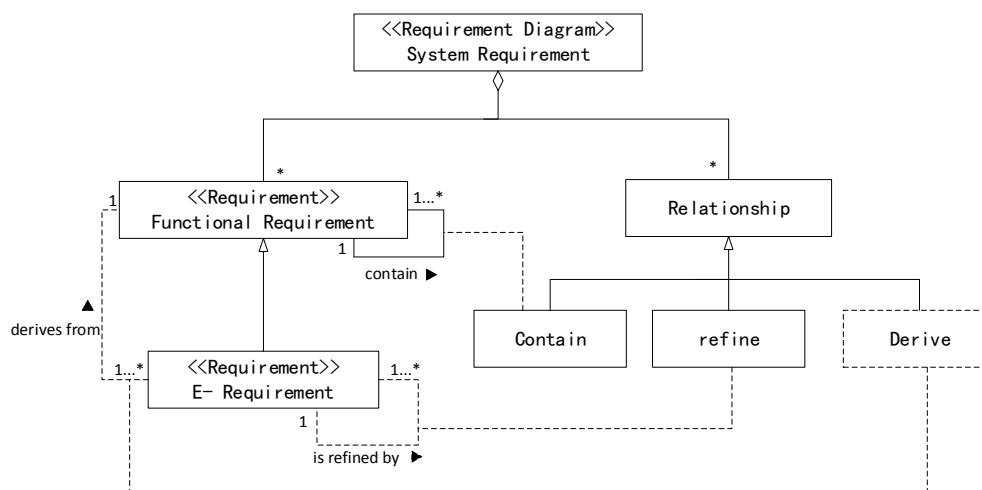 <<Requirement Diagram>>
System Requirement
*
*
<<Requirement>>
Functional Requirement
1
1...*
1
contain ►
Relationship
▲
derives from
Contain
refine
Derive
<<Requirement>>
E- Requirement
1...*
1...*
1
is refined by ►